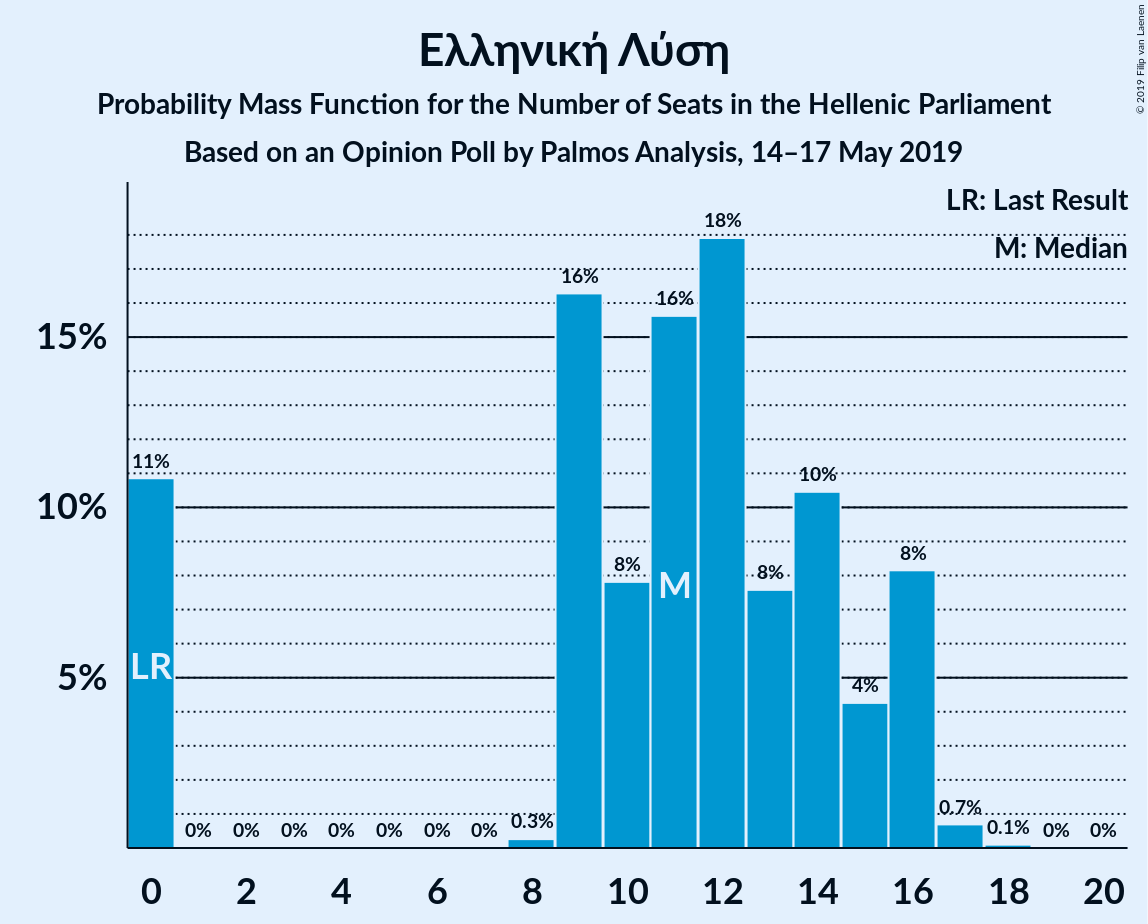 Ελληνική Λύση
Probability Mass Function for the Number of Seats in the Hellenic Parliament
Based on an Opinion Poll by Palmos Analysis, 14–17 May 2019
© 2019 Filip van Laenen
LR: Last Result
M: Median
18%
16%
16%
15%
11%
10%
10%
8%
8%
8%
M
LR
5%
4%
0% 0% 0% 0% 0% 0% 0% 0.3% 0.7% 0.1% 0% 0%
0 2 4 6 8 10 12 14 16 18 20